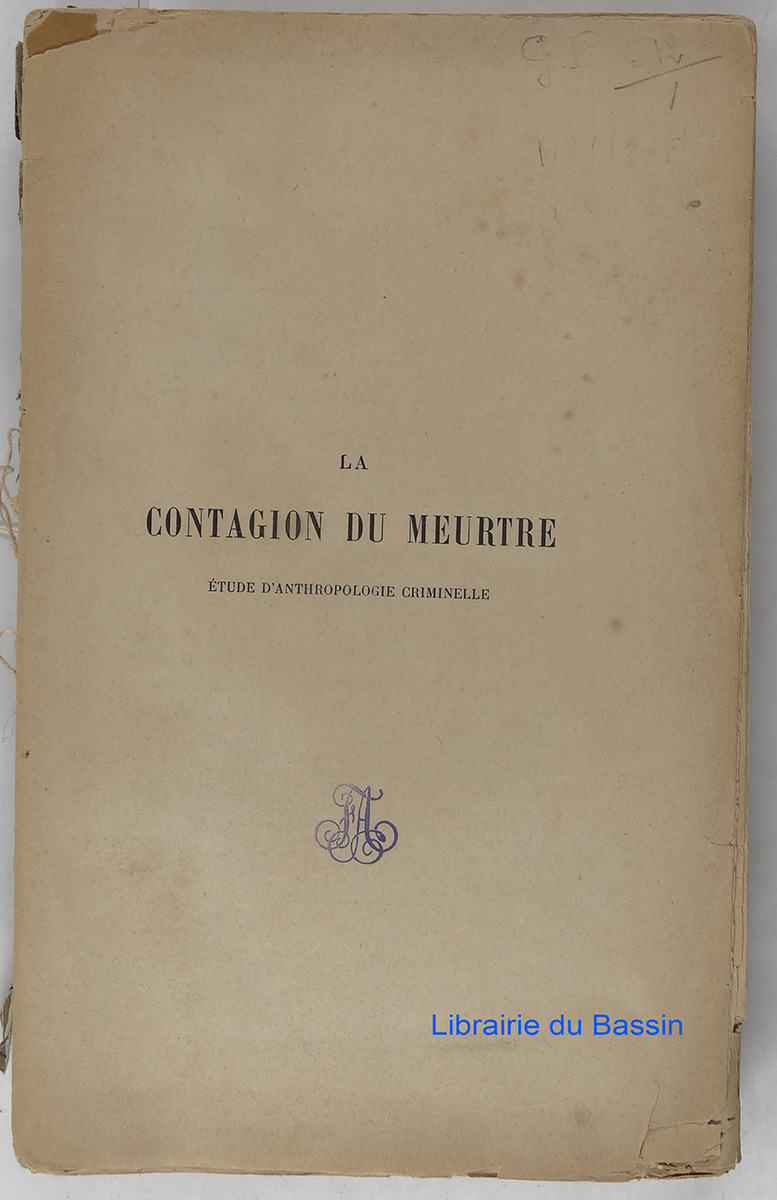 LA
CONTAGION DU MEURTRE
ÉTUDE D'ANTHROPOLOGIE CRIMINELLE
Librairie du Bassin